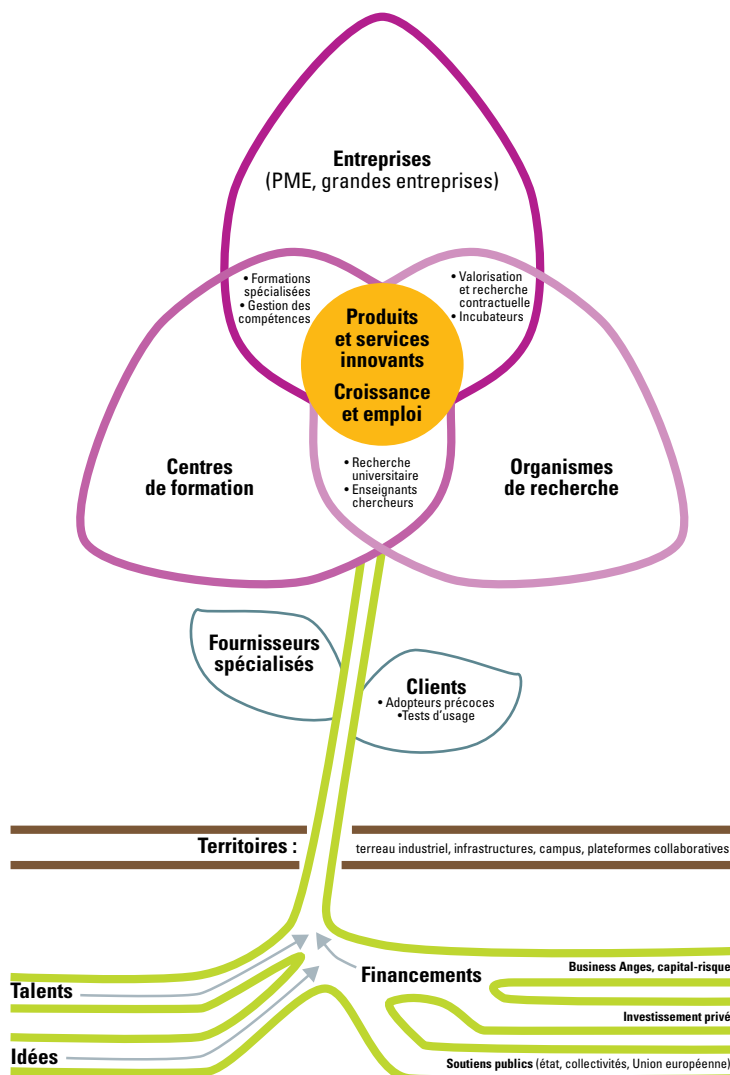 Entreprises
(PME, grandes entreprises)
• Formations
spécialisées
• Gestion des
compétences
• Valorisation
et recherche
contractuelle
• Incubateurs
Produits
et services
innovants
Croissance
et emploi
Centres
de formation
• Recherche
universitaire
• Enseignants
chercheurs
Organismes
de recherche
Fournisseurs
spécialisés
Clients
• Adopteurs précoces
•Tests d'usage
Territoires :
terreau industriel, infrastructures, campus, plateformes collaboratives
Talents
Idées
Financements
Business Anges, capital-risque
Investissement privé
Soutiens publics (état, collectivités, Union européenne)